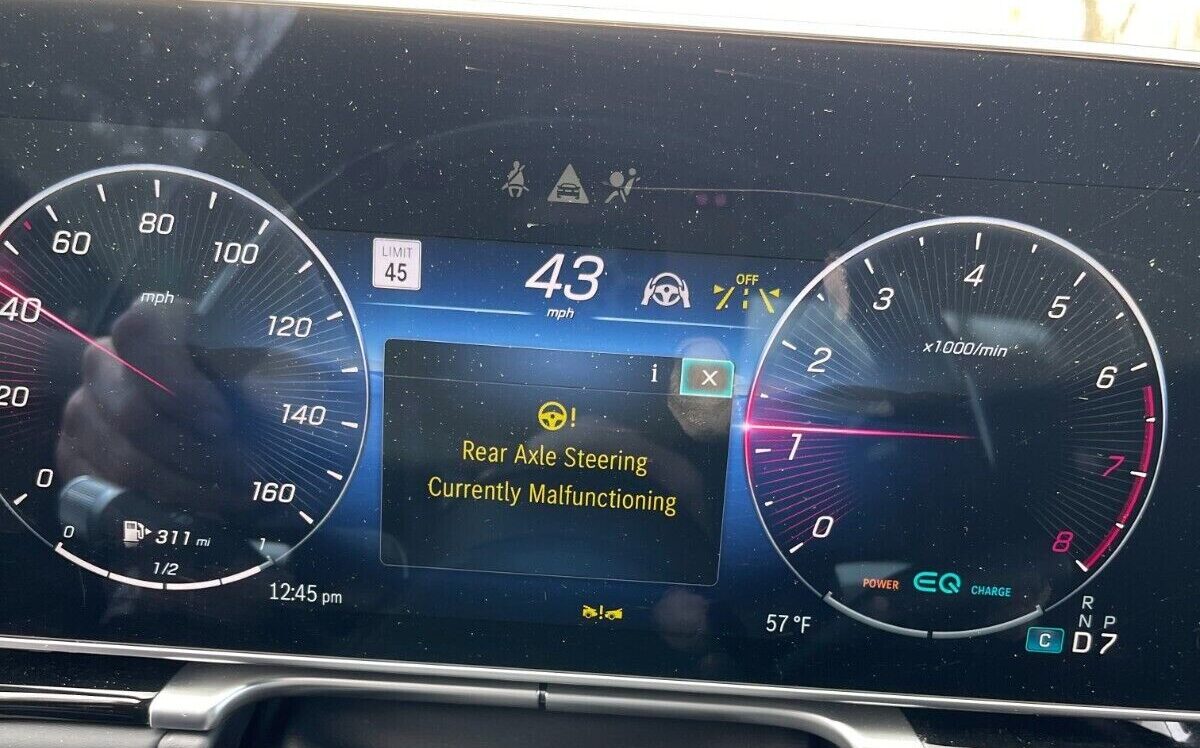 80
60
100
mph
40
120
20
140
0
160
311 mi
0
1
1/2
12:45 pm
LIMIT
45
43
mph
OFF
i X
!
Rear Axle Steering
Currently Malfunctioning
!
57 °F
4
3
5
x1000/min
2
6
1
7
0
8
POWER EQ CHARGE
R
N P
C D 7